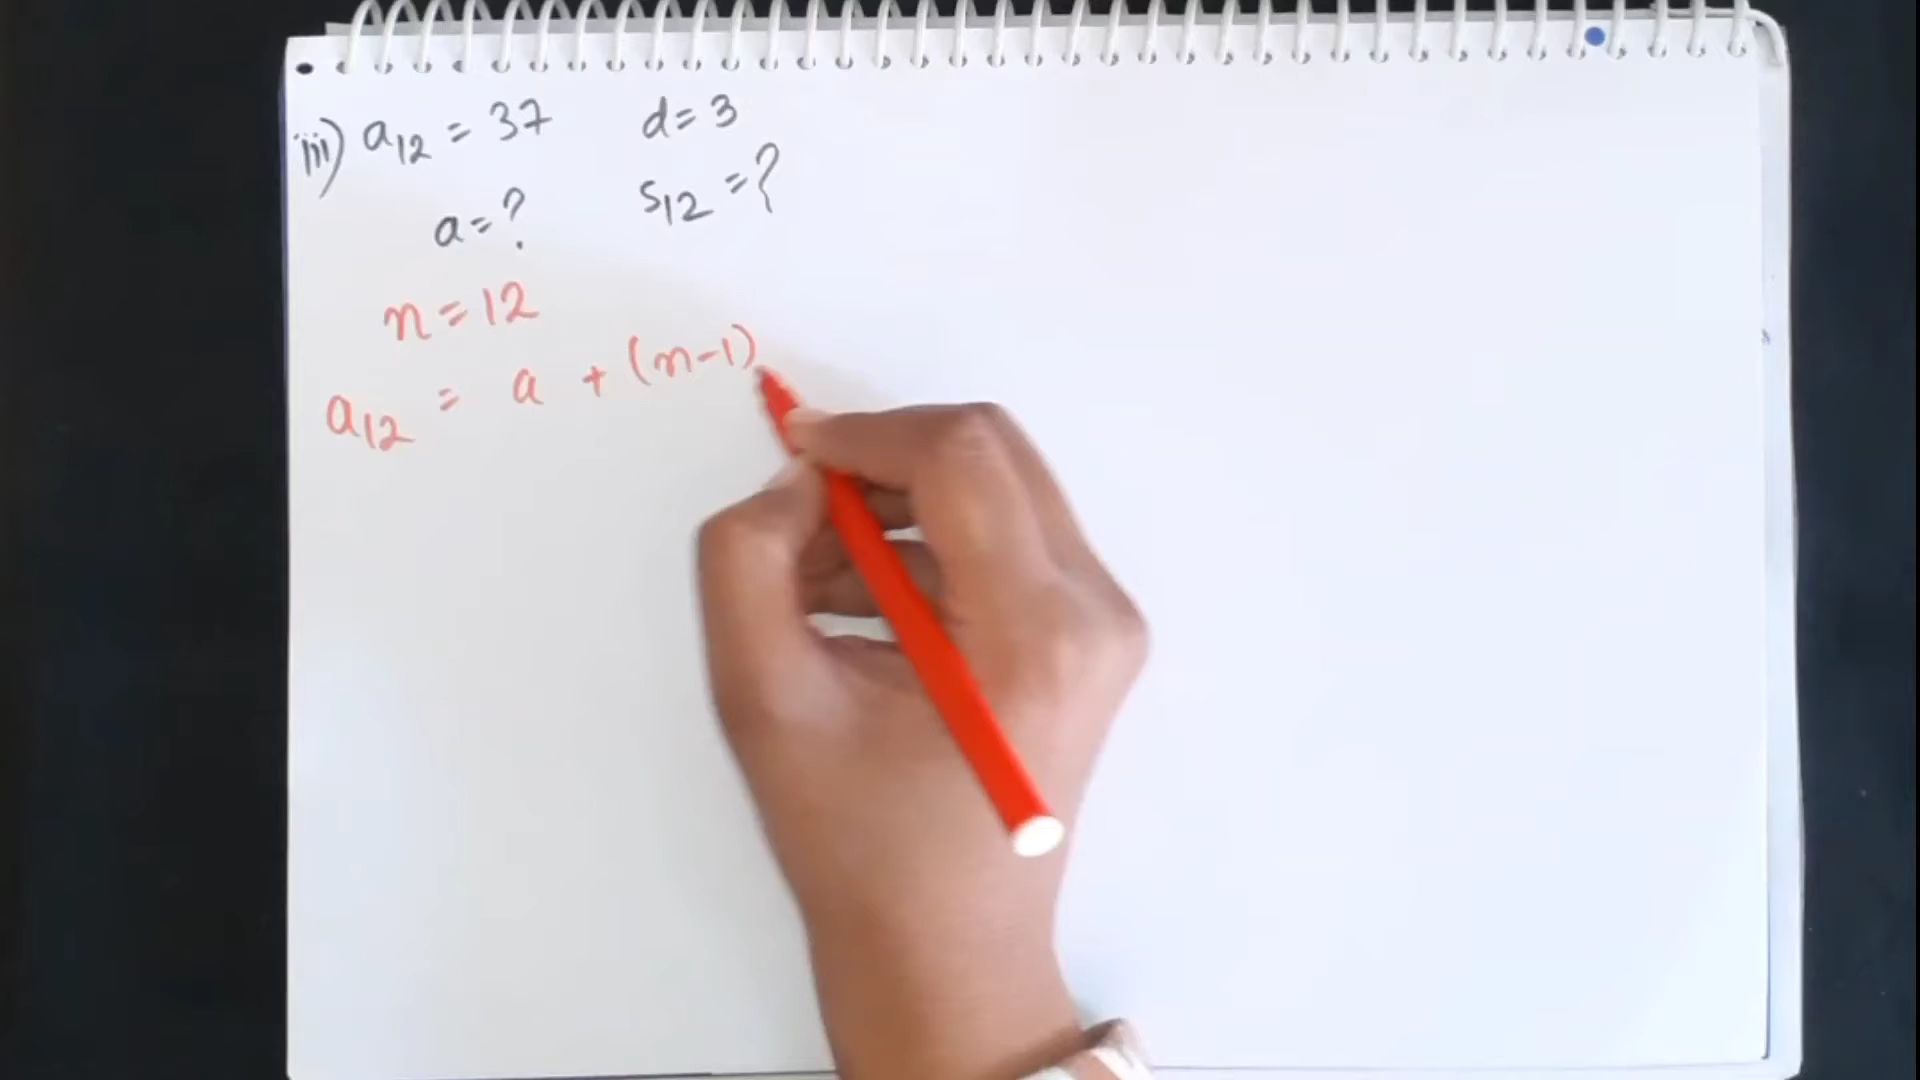 iii) a12 = 37 d = 3
a = ? S12 = ?
n = 12
a12 = a + (n-1)